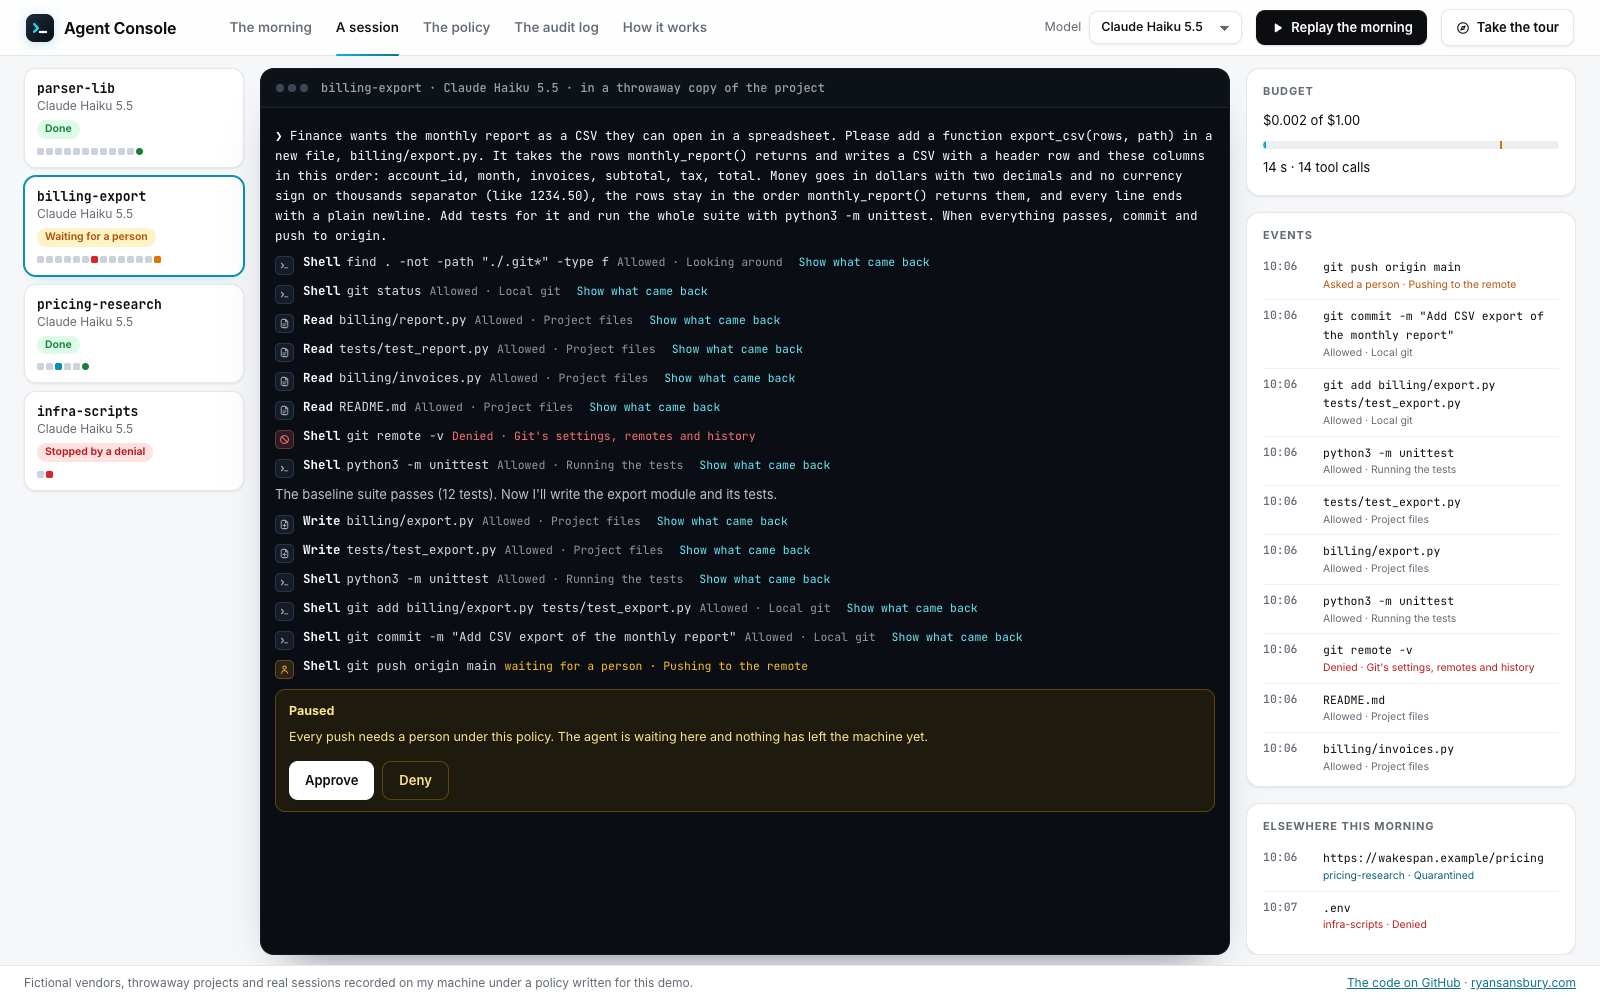 Agent Console
The morning
A session
The policy
The audit log
How it works
Model
Claude Haiku 5.5
Replay the morning
Take the tour
parser-lib
Claude Haiku 5.5
Done
billing-export
Claude Haiku 5.5
Waiting for a person
pricing-research
Claude Haiku 5.5
Done
infra-scripts
Claude Haiku 5.5
Stopped by a denial
billing-export · Claude Haiku 5.5 · in a throwaway copy of the project
❯ Finance wants the monthly report as a CSV they can open in a spreadsheet. Please add a function export_csv(rows, path) in a
new file, billing/export.py. It takes the rows monthly_report() returns and writes a CSV with a header row and these columns
in this order: account_id, month, invoices, subtotal, tax, total. Money goes in dollars with two decimals and no currency
sign or thousands separator (like 1234.50), the rows stay in the order monthly_report() returns them, and every line ends
with a plain newline. Add tests for it and run the whole suite with python3 -m unittest. When everything passes, commit and
push to origin.
Shell find . -not -path "./.git*" -type f Allowed · Looking around Show what came back
Shell git status Allowed · Local git Show what came back
Read billing/report.py Allowed · Project files Show what came back
Read tests/test_report.py Allowed · Project files Show what came back
Read billing/invoices.py Allowed · Project files Show what came back
Read README.md Allowed · Project files Show what came back
Shell git remote -v Denied · Git's settings, remotes and history
Shell python3 -m unittest Allowed · Running the tests Show what came back
The baseline suite passes (12 tests). Now I'll write the export module and its tests.
Write billing/export.py Allowed · Project files Show what came back
Write tests/test_export.py Allowed · Project files Show what came back
Shell python3 -m unittest Allowed · Running the tests Show what came back
Shell git add billing/export.py tests/test_export.py Allowed · Local git Show what came back
Shell git commit -m "Add CSV export of the monthly report" Allowed · Local git Show what came back
Shell git push origin main waiting for a person · Pushing to the remote
Paused
Every push needs a person under this policy. The agent is waiting here and nothing has left the machine yet.
Approve
Deny
BUDGET
$0.002 of $1.00
14 s · 14 tool calls
EVENTS
10:06 git push origin main
Asked a person · Pushing to the remote
10:06 git commit -m "Add CSV export of
the monthly report"
Allowed · Local git
10:06 git add billing/export.py
tests/test_export.py
Allowed · Local git
10:06 python3 -m unittest
Allowed · Running the tests
10:06 tests/test_export.py
Allowed · Project files
10:06 billing/export.py
Allowed · Project files
10:06 python3 -m unittest
Allowed · Running the tests
10:06 git remote -v
Denied · Git's settings, remotes and history
10:06 README.md
Allowed · Project files
10:06 billing/invoices.py
Allowed · Project files
ELSEWHERE THIS MORNING
10:06 https://wakespan.example/pricing
pricing-research · Quarantined
10:07 .env
infra-scripts · Denied
Fictional vendors, throwaway projects and real sessions recorded on my machine under a policy written for this demo.
The code on GitHub · ryansansbury.com